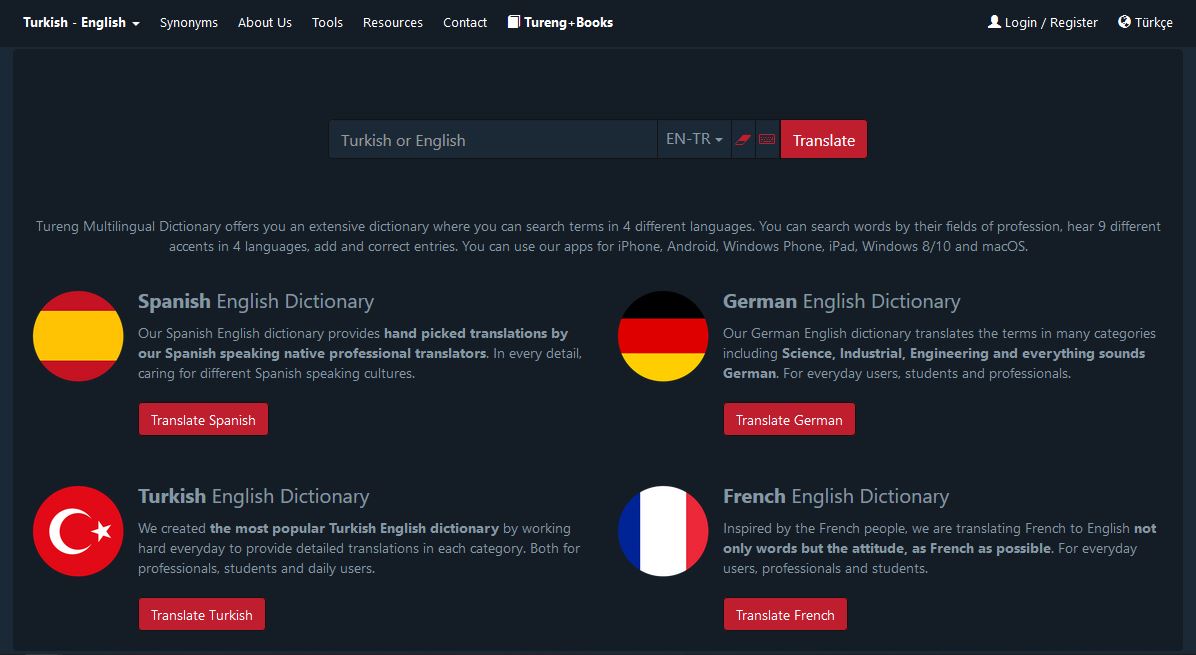 Turkish - English Synonyms About Us Tools Resources Contact Tureng+Books Login / Register Türkçe
Turkish or English EN-TR Translate
Tureng Multilingual Dictionary offers you an extensive dictionary where you can search terms in 4 different languages. You can search words by their fields of profession, hear 9 different
accents in 4 languages, add and correct entries. You can use our apps for iPhone, Android, Windows Phone, iPad, Windows 8/10 and macOS.
Spanish English Dictionary
Our Spanish English dictionary provides hand picked translations by
our Spanish speaking native professional translators. In every detail,
caring for different Spanish speaking cultures.
Translate Spanish
German English Dictionary
Our German English dictionary translates the terms in many categories
including Science, Industrial, Engineering and everything sounds
German. For everyday users, students and professionals.
Translate German
Turkish English Dictionary
We created the most popular Turkish English dictionary by working
hard everyday to provide detailed translations in each category. Both for
professionals, students and daily users.
Translate Turkish
French English Dictionary
Inspired by the French people, we are translating French to English not
only words but the attitude, as French as possible. For everyday
users, professionals and students.
Translate French